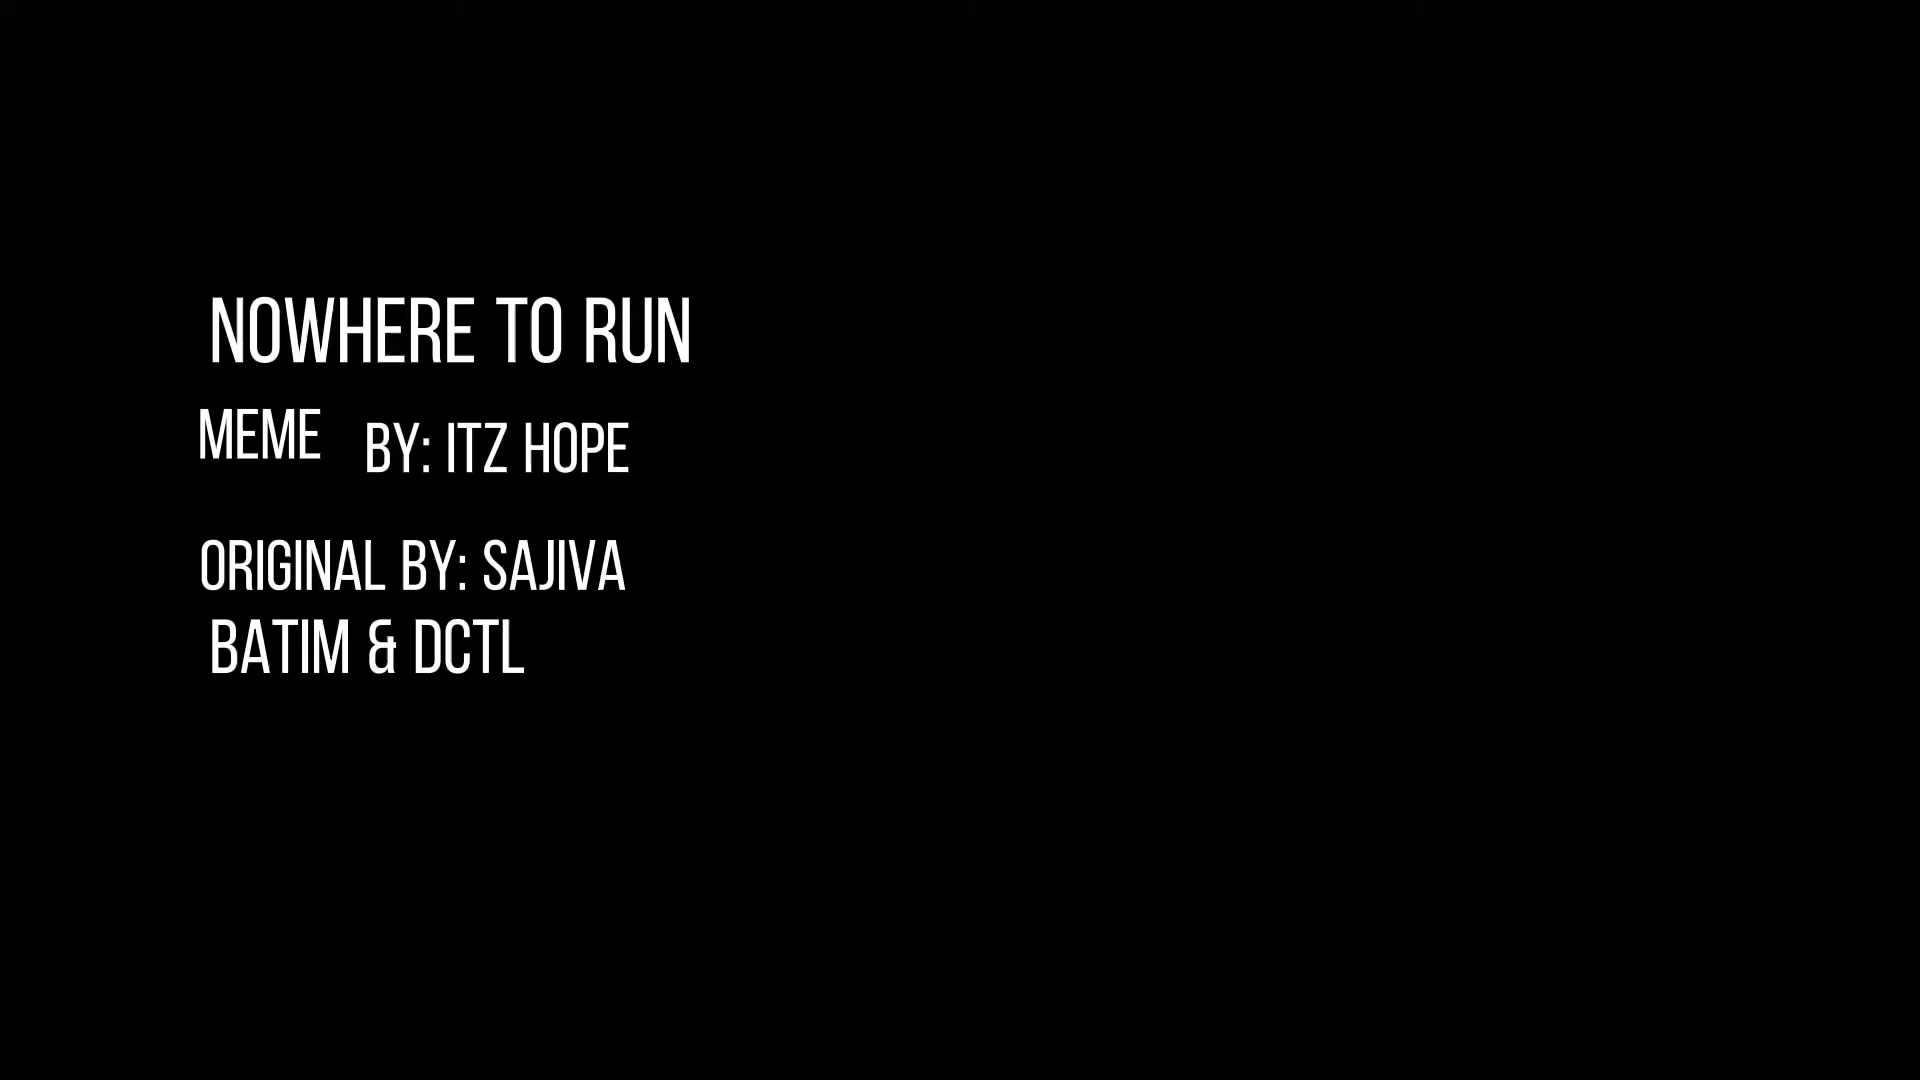 NOWHERE TO RUN
MEME BY: ITZ HOPE
ORIGINAL BY: SAJIVA
BATIM & DCTL